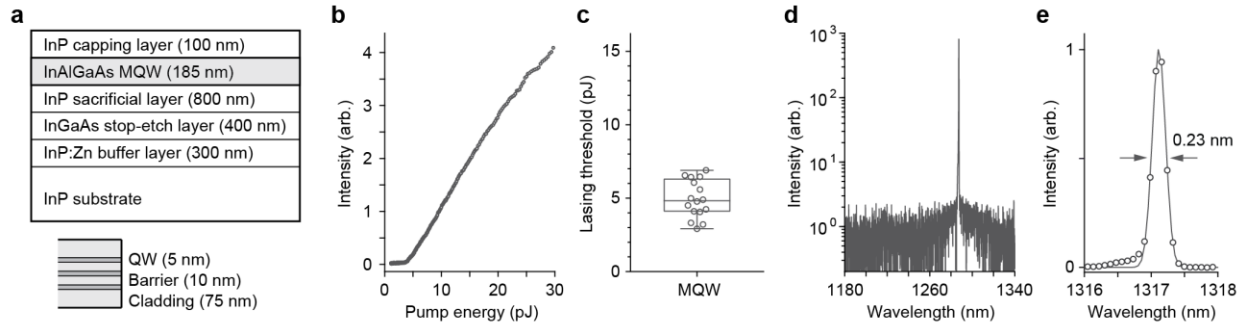 a
InP capping layer (100 nm)
InAlGaAs MQW (185 nm)
InP sacrificial layer (800 nm)
InGaAs stop-etch layer (400 nm)
InP:Zn buffer layer (300 nm)
InP substrate
QW (5 nm)
Barrier (10 nm)
Cladding (75 nm)
b
Intensity (arb.)
4
3
2
1
0
0 10 20 30
Pump energy (pJ)
c
Lasing threshold (pJ)
15
10
5
0
MQW
d
Intensity (arb.)
10³
10²
10¹
10⁰
1180 1260 1340
Wavelength (nm)
e
Intensity (arb.)
1
0
0.23 nm
1316 1317 1318
Wavelength (nm)